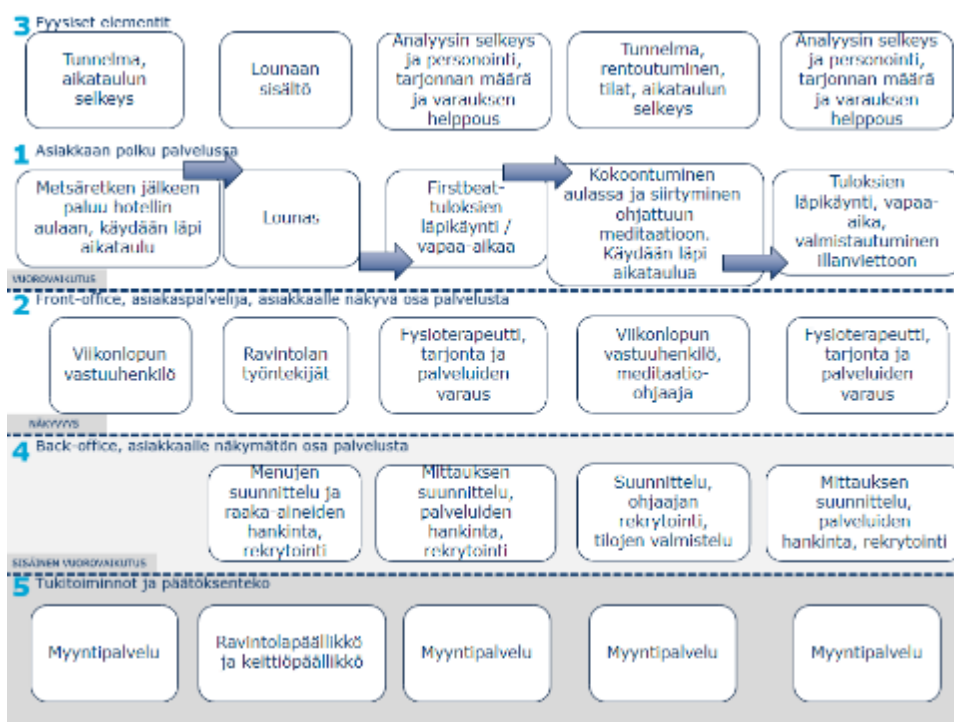 3 Fyysiset elementit
Tunnelma,
aikataulun
selkeys
Lounaan
sisältö
Analyysin selkeys
ja personointi,
tarjonnan määrä
ja varauksen
helppous
Tunnelma,
rentoutuminen,
tilat, aikataulun
selkeys
Analyysin selkeys
ja personointi,
tarjonnan määrä
ja varauksen
helppous
1 Asiakkaan polku palvelussa
Metsäretken jälkeen
paluu hotellin
aulaan, käydään läpi
aikataulu
Lounas
Firstbeat-
tuloksien
läpikäynti /
vapaa-aikaa
Kokoontuminen
aulassa ja siirtyminen
ohjattuun
meditaatioon.
Käydään läpi
aikataulua
Tuloksien
läpikäynti, vapaa-
aika,
valmistautuminen
illanviettoon
VUOROVAIKUTUS
2 Front-office, asiakaspalvelija, asiakkaalle näkyvä osa palvelusta
Viikonlopun
vastuuhenkilö
Ravintolan
työntekijät
Fysioterapeutti,
tarjonta ja
palveluiden
varaus
Viikonlopun
vastuuhenkilö,
meditaatio-
ohjaaja
Fysioterapeutti,
tarjonta ja
palveluiden
varaus
NÄKYVYYS
4 Back-office, asiakkaalle näkymätön osa palvelusta
Menujen
suunnittelu ja
raaka-aineiden
hankinta,
rekrytointi
Mittauksen
suunnittelu,
palveluiden
hankinta,
rekrytointi
Suunnittelu,
ohjaajan
rekrytointi,
tilojen valmistelu
Mittauksen
suunnittelu,
palveluiden
hankinta, rekrytointi
SISÄINEN VUOROVAIKUTUS
5 Tukitoiminnot ja päätöksenteko
Myyntipalvelu
Ravintolapäällikkö
ja keittiöpäällikkö
Myyntipalvelu
Myyntipalvelu
Myyntipalvelu